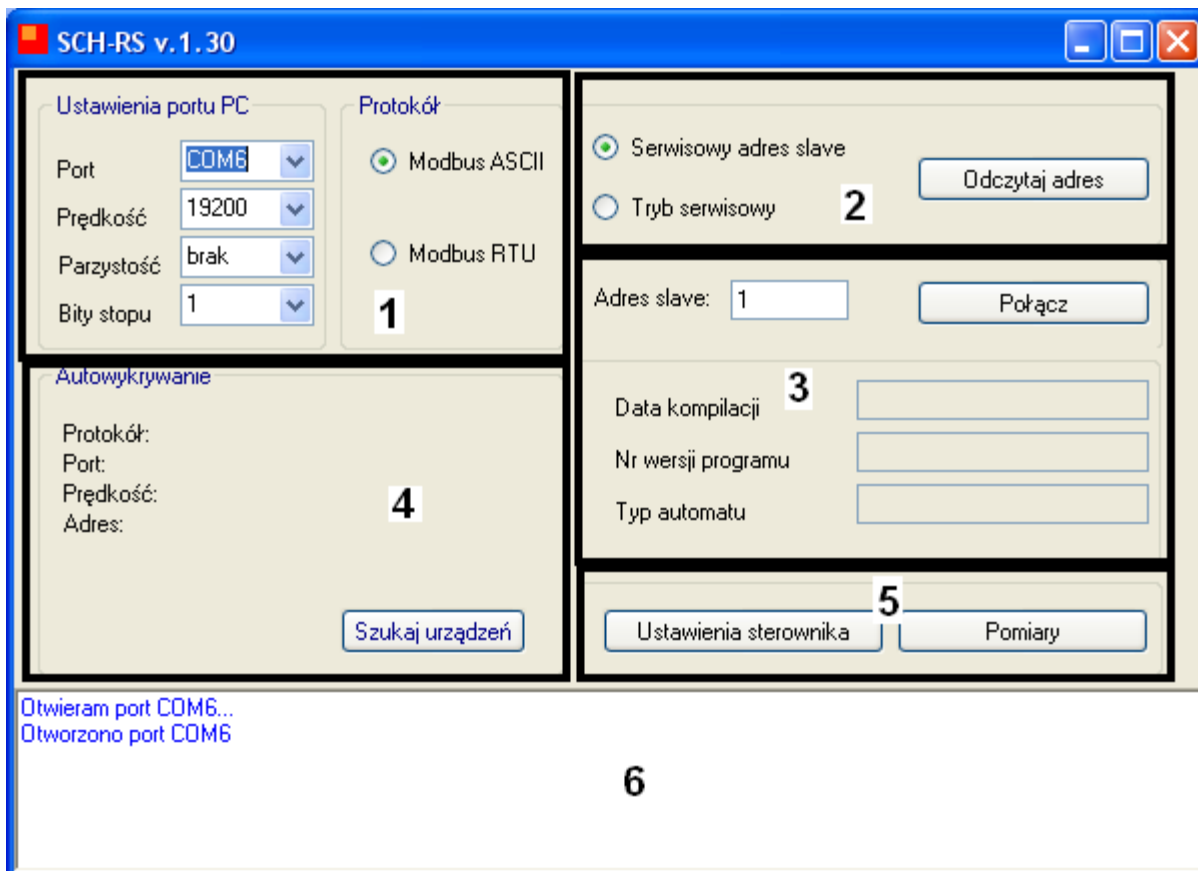 SCH-RS v.1.30
Ustawienia portu PC
Port
COM6
Prędkość
19200
Parzystość
brak
Bity stopu
1
Protokół
Modbus ASCII
Modbus RTU
1
Serwisowy adres slave
Tryb serwisowy
2
Odczytaj adres
Adres slave:
1
Połącz
3
Data kompilacji
Nr wersji programu
Typ automatu
Autowykrywanie
Protokół:
Port:
Prędkość:
Adres:
4
Szukaj urządzeń
5
Ustawienia sterownika
Pomiary
Otwieram port COM6...
Otworzono port COM6
6